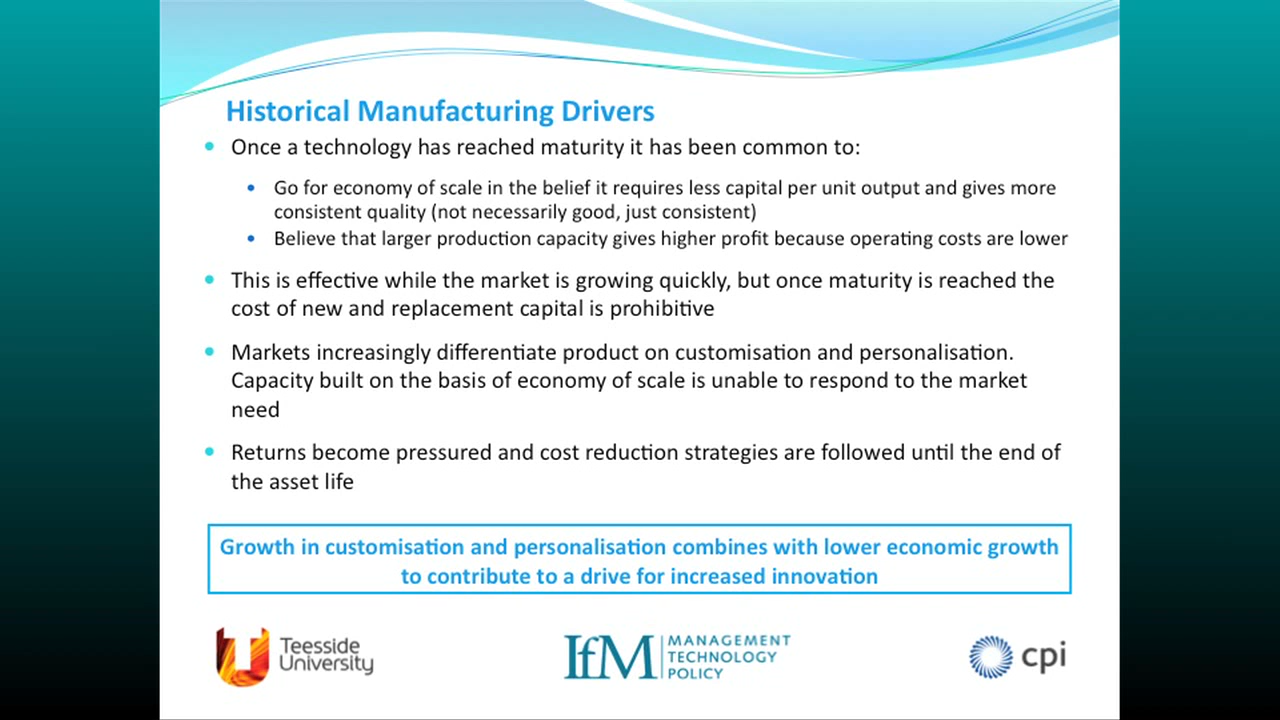 Historical Manufacturing Drivers
• Once a technology has reached maturity it has been common to:
• Go for economy of scale in the belief it requires less capital per unit output and gives more
consistent quality (not necessarily good, just consistent)
• Believe that larger production capacity gives higher profit because operating costs are lower
• This is effective while the market is growing quickly, but once maturity is reached the
cost of new and replacement capital is prohibitive
• Markets increasingly differentiate product on customisation and personalisation.
Capacity built on the basis of economy of scale is unable to respond to the market
need
• Returns become pressured and cost reduction strategies are followed until the end of
the asset life
Growth in customisation and personalisation combines with lower economic growth
to contribute to a drive for increased innovation
Teesside
University
IfM
MANAGEMENT
TECHNOLOGY
POLICY
cpi